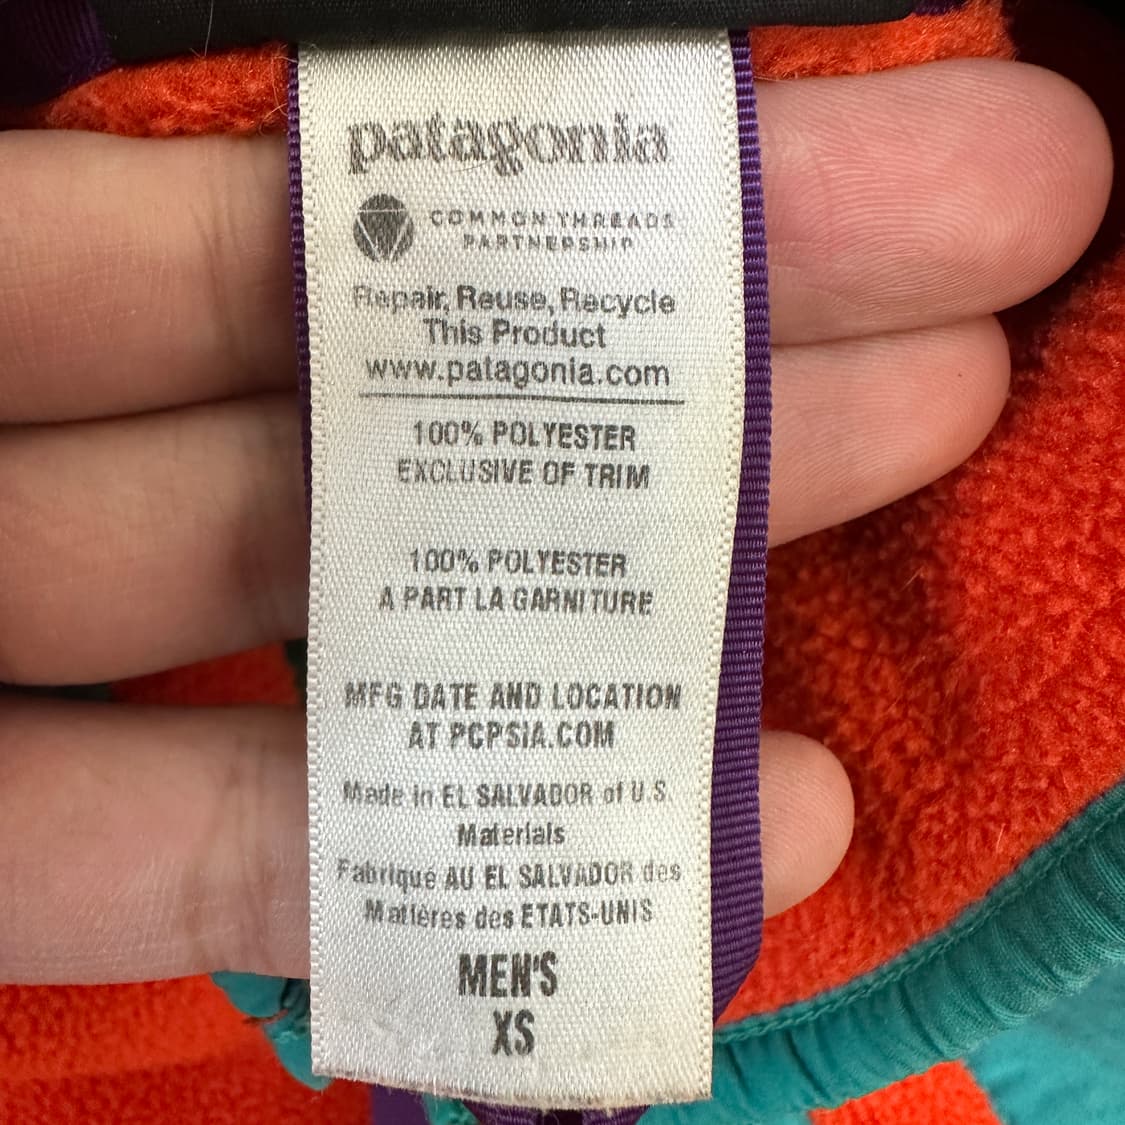 patagonia
COMMON THREADS
PARTNERSHIP
Repair, Reuse, Recycle
This Product
www.patagonia.com
100% POLYESTER
EXCLUSIVE OF TRIM
100% POLYESTER
A PART LA GARNITURE
MFG DATE AND LOCATION
AT PCPSIA.COM
Made in EL SALVADOR of U.S.
Materials
Fabriqué AU EL SALVADOR des
Matières des ETATS-UNIS
MEN'S
XS